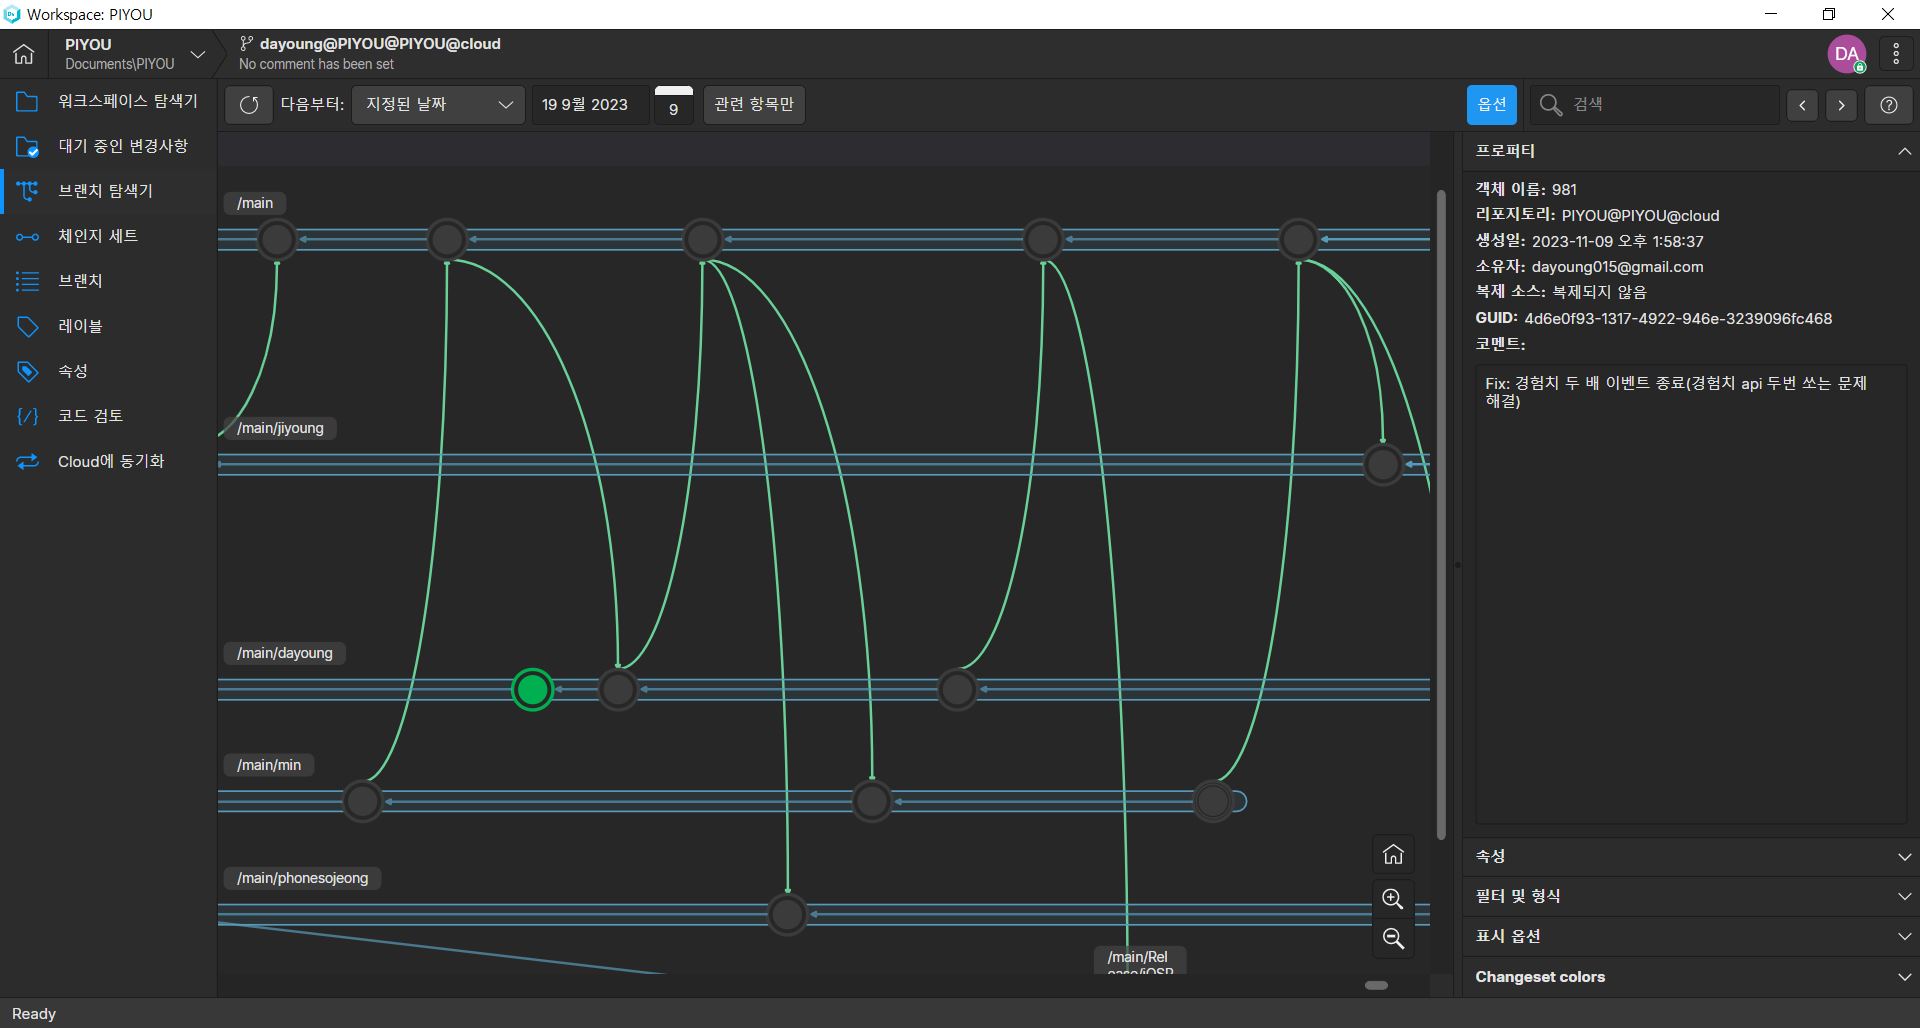 Workspace: PIYOU
PIYOU
Documents\PIYOU
dayoung@PIYOU@PIYOU@cloud
No comment has been set
DA
워크스페이스 탐색기
대기 중인 변경사항
브랜치 탐색기
체인지 세트
브랜치
레이블
속성
코드 검토
Cloud에 동기화
다음부터:
지정된 날짜
19 9월 2023
9
관련 항목만
옵션
검색
/main
/main/jiyoung
/main/dayoung
/main/min
/main/phonesojeong
/main/Rel
ease/iOSP
프로퍼티
객체 이름: 981
리포지토리: PIYOU@PIYOU@cloud
생성일: 2023-11-09 오후 1:58:37
소유자: dayoung015@gmail.com
복제 소스: 복제되지 않음
GUID: 4d6e0f93-1317-4922-946e-3239096fc468
코멘트:
Fix: 경험치 두 배 이벤트 종료(경험치 api 두번 쏘는 문제
해결)
속성
필터 및 형식
표시 옵션
Changeset colors
Ready